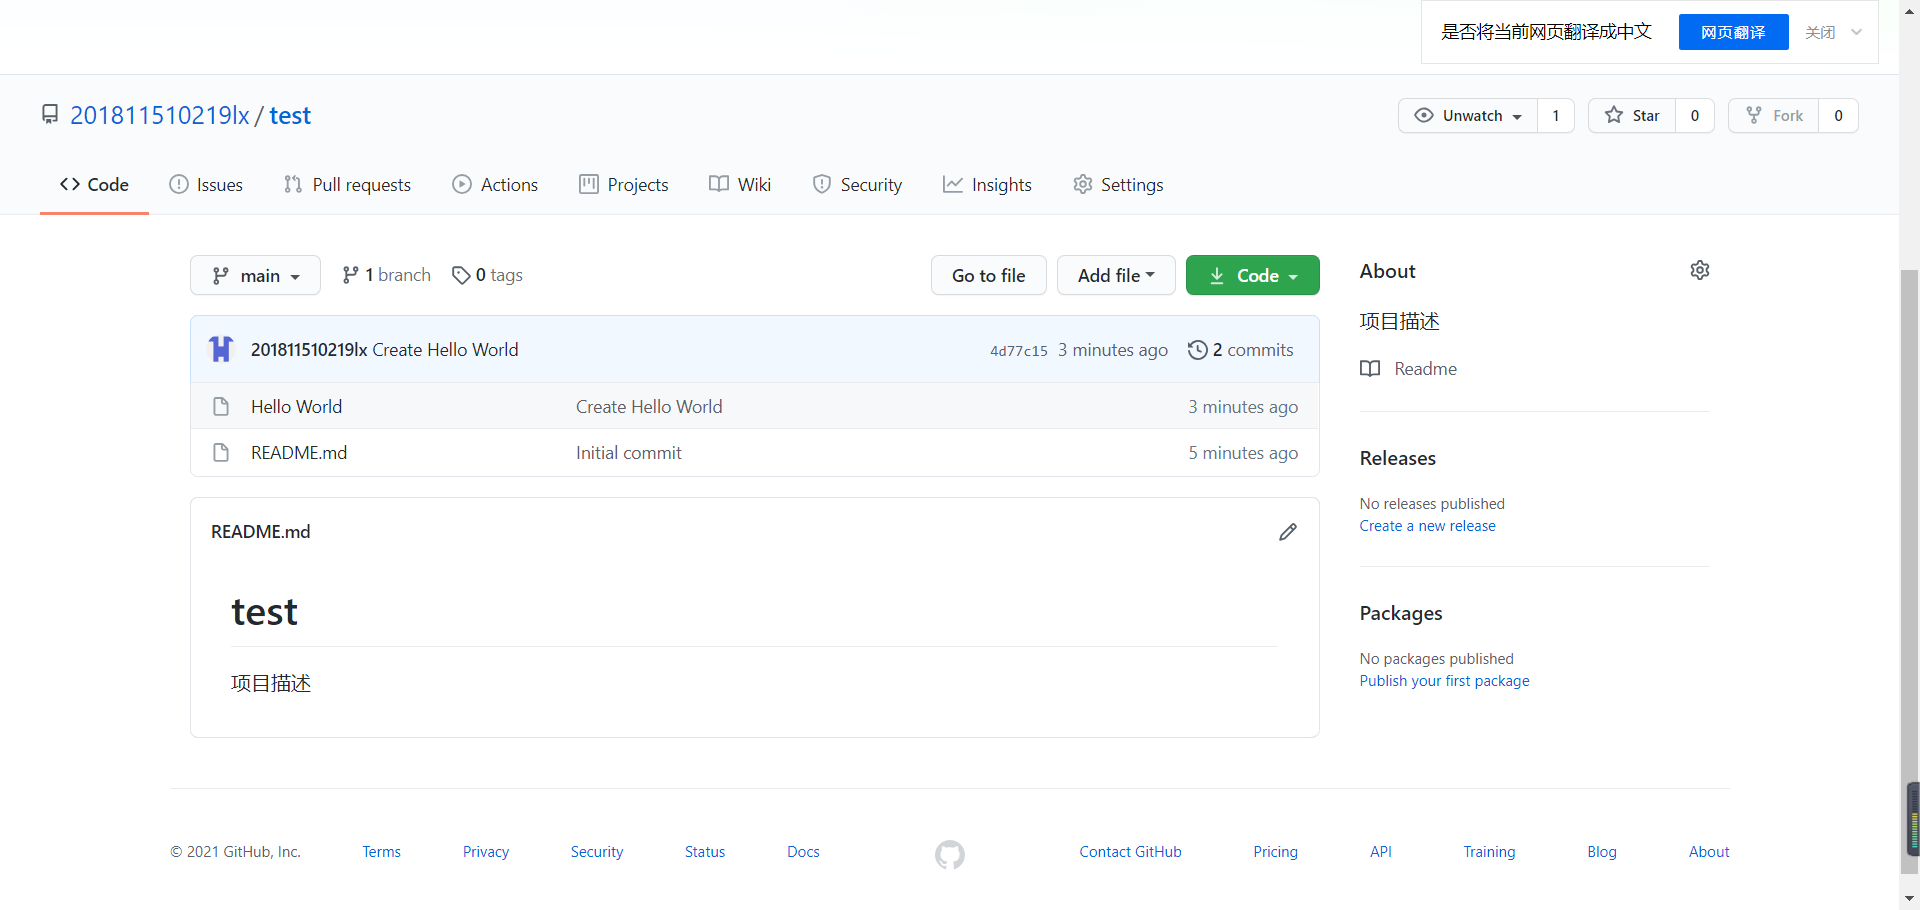 是否将当前网页翻译成中文 网页翻译 关闭
201811510219lx / test
Unwatch 1 Star 0 Fork 0
Code Issues Pull requests Actions Projects Wiki Security Insights Settings
main 1 branch 0 tags Go to file Add file Code
201811510219lx Create Hello World 4d77c15 3 minutes ago 2 commits
Hello World Create Hello World 3 minutes ago
README.md Initial commit 5 minutes ago
README.md
test
项目描述
About
项目描述
Readme
Releases
No releases published
Create a new release
Packages
No packages published
Publish your first package
© 2021 GitHub, Inc. Terms Privacy Security Status Docs Contact GitHub Pricing API Training Blog About